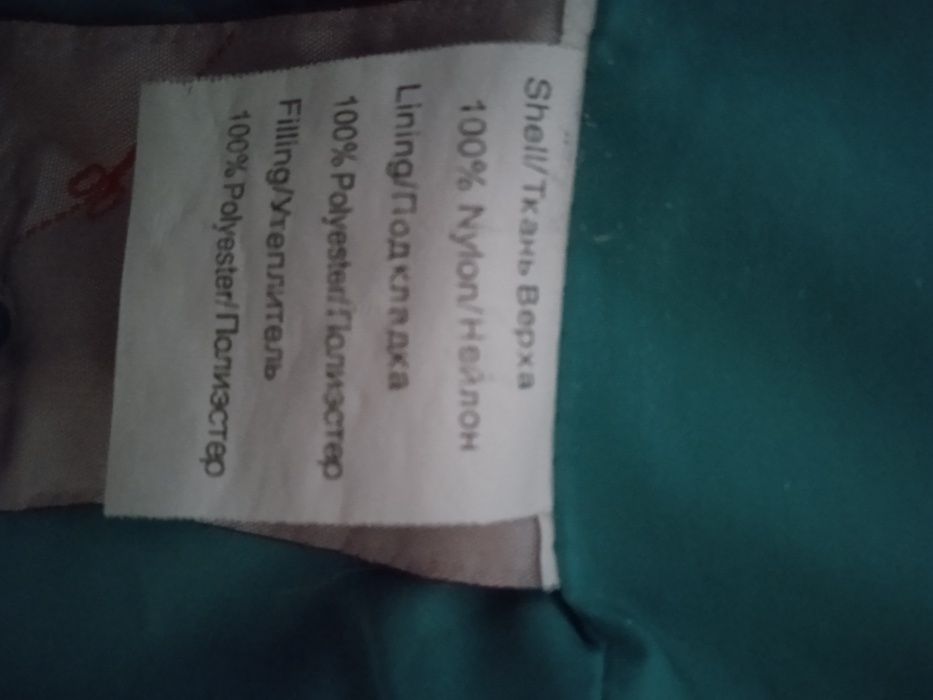 Shell/Ткань Верха
100% Nylon/Нейлон
Lining/Подкладка
100% Polyester/Полиэстер
Filling/Утеплитель
100% Polyester/Полиэстер